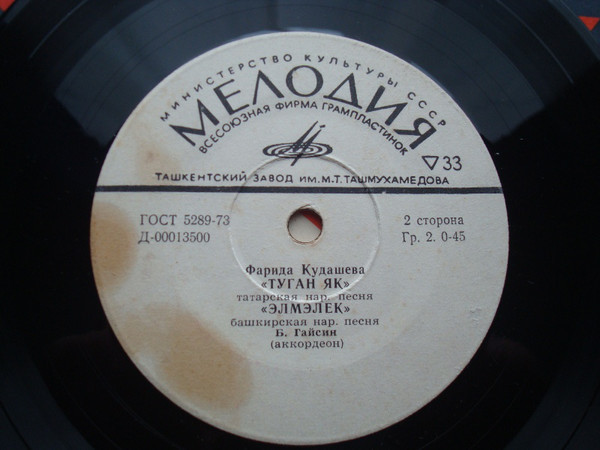 МИНИСТЕРСТВО КУЛЬТУРЫ СССР
МЕЛОДИЯ
ВСЕСОЮЗНАЯ ФИРМА ГРАМПЛАСТИНОК
▽33
ТАШКЕНТСКИЙ ЗАВОД ИМ. М. Т. ТАШМУХАМЕДОВА
ГОСТ 5289-73
Д-00013500
2 сторона
Гр. 2. 0-45
Фарида Кудашева
«ТУГАН ЯК»
татарская нар. песня
«ЭЛМЭЛЕК»
башкирская нар. песня
Б. Гайсин
(аккордеон)